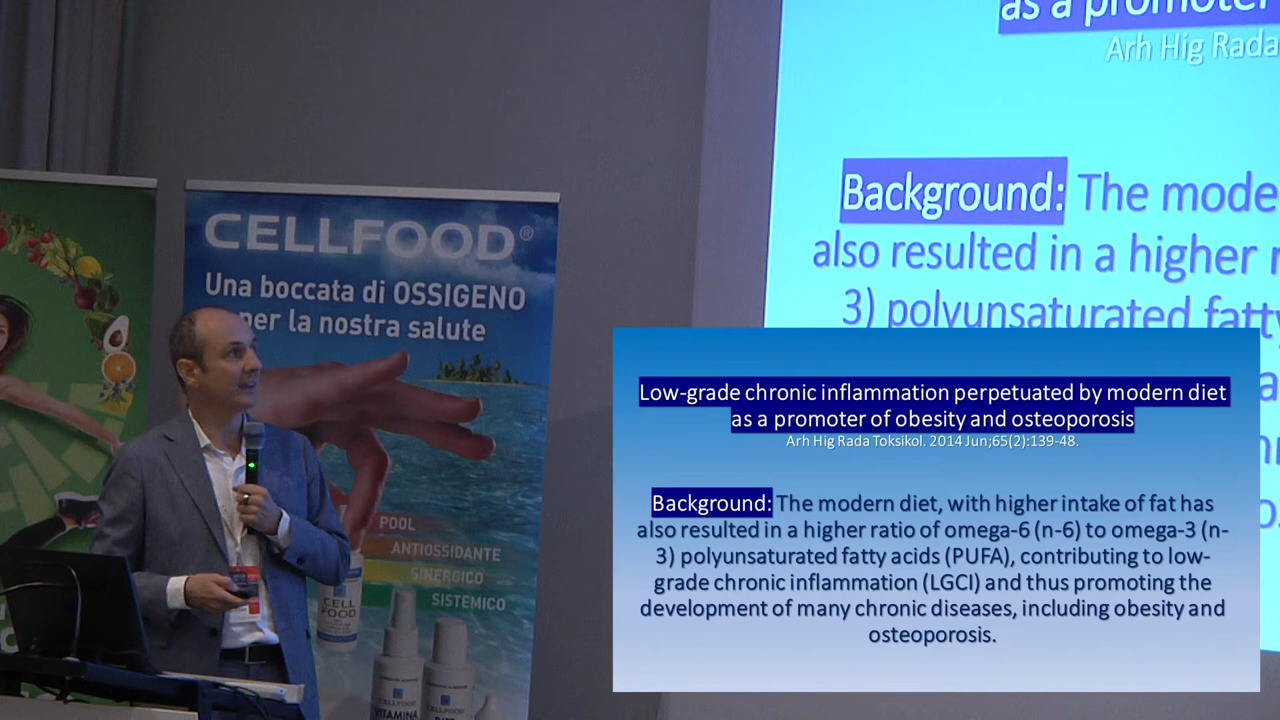 CELLFOOD®
Una boccata di OSSIGENO
per la nostra salute
POOL
ANTIOSSIDANTE
SINERGICO
SISTEMICO
CELL
FOOD
CELLFOOD
VITAMINA
CELLFOOD
as a promoter
Arh Hig Rada
Background: The mode
also resulted in a higher
3) polyunsaturated fatty
Low-grade chronic inflammation perpetuated by modern diet
as a promoter of obesity and osteoporosis
Arh Hig Rada Toksikol. 2014 Jun;65(2):139-48.
Background: The modern diet, with higher intake of fat has
also resulted in a higher ratio of omega-6 (n-6) to omega-3 (n-
3) polyunsaturated fatty acids (PUFA), contributing to low-
grade chronic inflammation (LGCI) and thus promoting the
development of many chronic diseases, including obesity and
osteoporosis.